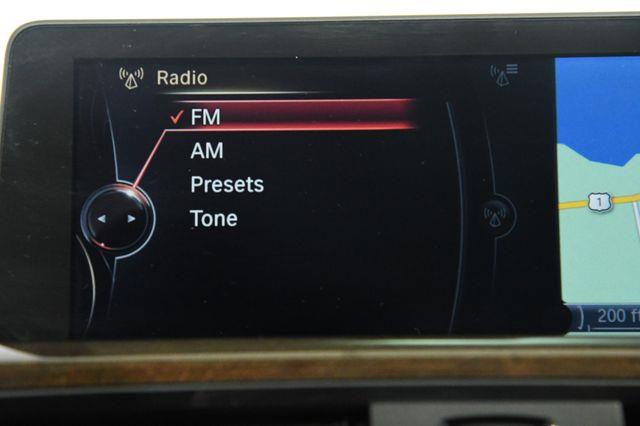 Radio
FM
AM
Presets
Tone
1
200 ft